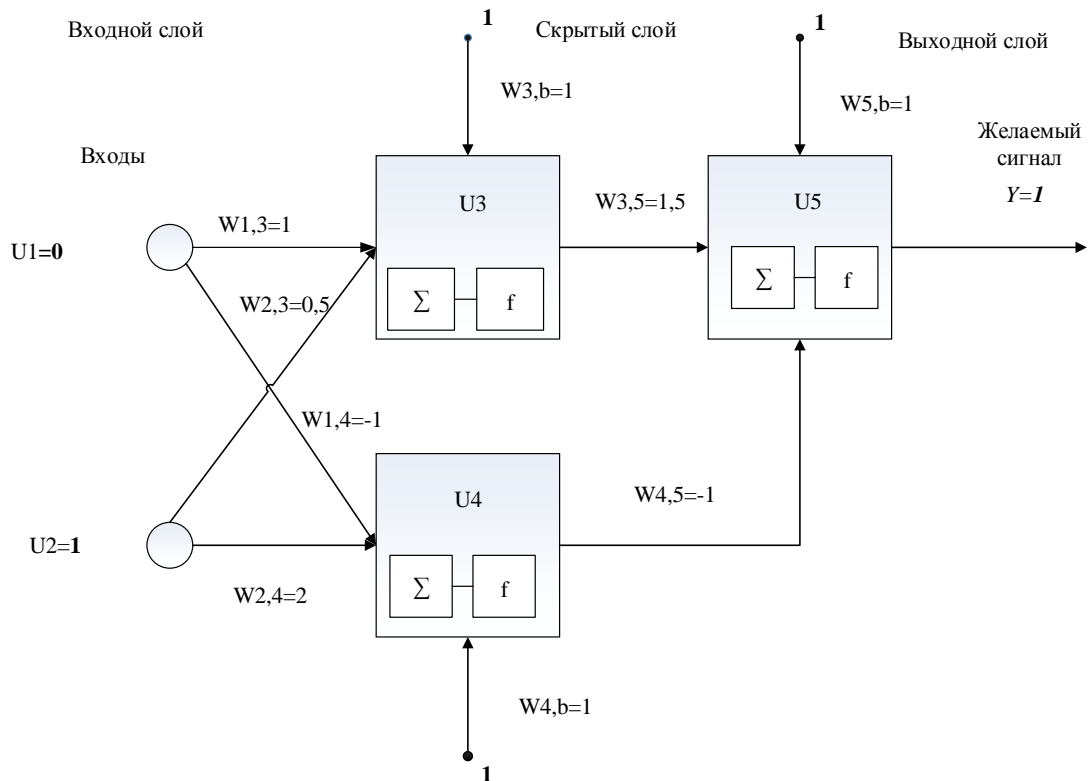 Входной слой
1
Скрытый слой
1
Выходной слой
W3,b=1
W5,b=1
Входы
Желаемый
сигнал
Y=1
U1=0
W1,3=1
U3
W3,5=1,5
U5
W2,3=0,5
∑
f
∑
f
W1,4=-1
U4
W4,5=-1
U2=1
∑
f
W2,4=2
W4,b=1
1